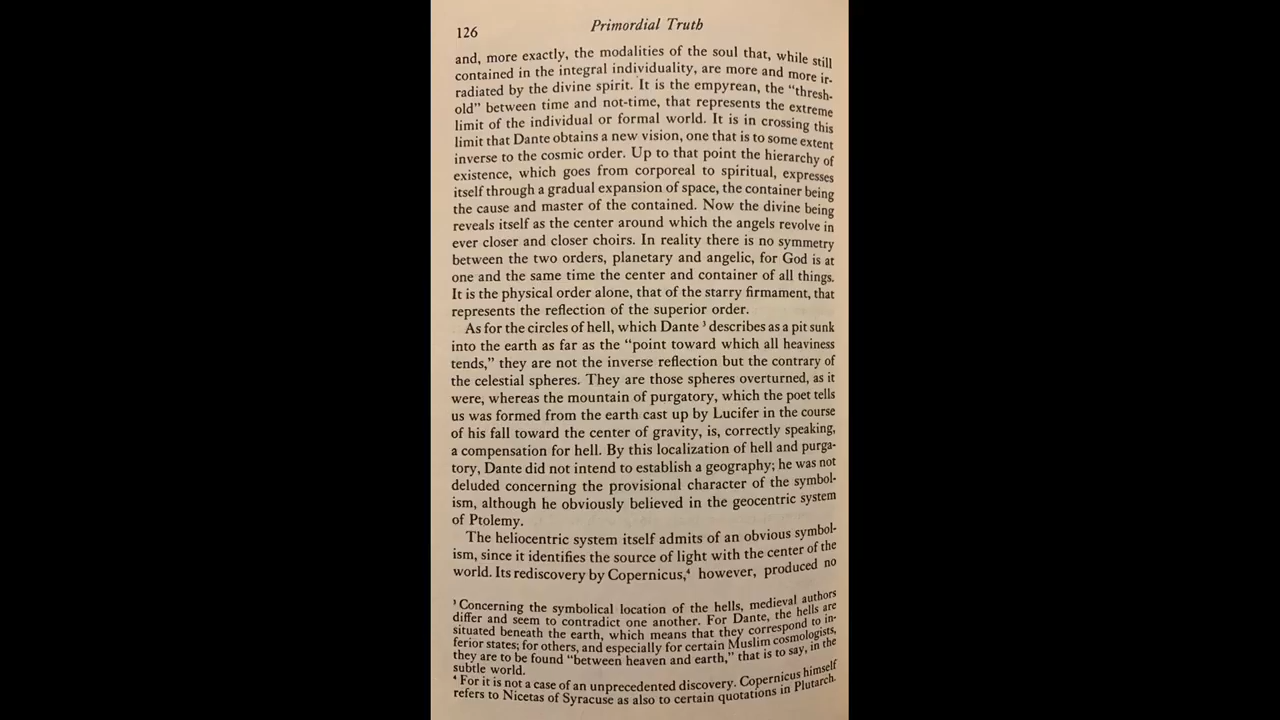 126
Primordial Truth
and, more exactly, the modalities of the soul that, while still
contained in the integral individuality, are more and more ir-
radiated by the divine spirit. It is the empyrean, the "thresh-
old" between time and not-time, that represents the extreme
limit of the individual or formal world. It is in crossing this
limit that Dante obtains a new vision, one that is to some extent
inverse to the cosmic order. Up to that point the hierarchy of
existence, which goes from corporeal to spiritual, expresses
itself through a gradual expansion of space, the container being
the cause and master of the contained. Now the divine being
reveals itself as the center around which the angels revolve in
ever closer and closer choirs. In reality there is no symmetry
between the two orders, planetary and angelic, for God is at
one and the same time the center and container of all things.
It is the physical order alone, that of the starry firmament, that
represents the reflection of the superior order.
As for the circles of hell, which Dante ³ describes as a pit sunk
into the earth as far as the "point toward which all heaviness
tends," they are not the inverse reflection but the contrary of
the celestial spheres. They are those spheres overturned, as it
were, whereas the mountain of purgatory, which the poet tells
us was formed from the earth cast up by Lucifer in the course
of his fall toward the center of gravity, is, correctly speaking,
a compensation for hell. By this localization of hell and purga-
tory, Dante did not intend to establish a geography; he was not
deluded concerning the provisional character of the symbol-
ism, although he obviously believed in the geocentric system
of Ptolemy.
The heliocentric system itself admits of an obvious symbol-
ism, since it identifies the source of light with the center of the
world. Its rediscovery by Copernicus,⁴ however, produced no
³ Concerning the symbolical location of the hells, medieval authors
differ and seem to contradict one another. For Dante, the hells are
situated beneath the earth, which means that they correspond to in-
ferior states; for others, and especially for certain Muslim cosmologists,
they are to be found "between heaven and earth," that is to say, in the
subtle world.
⁴ For it is not a case of an unprecedented discovery. Copernicus himself
refers to Nicetas of Syracuse as also to certain quotations in Plutarch.